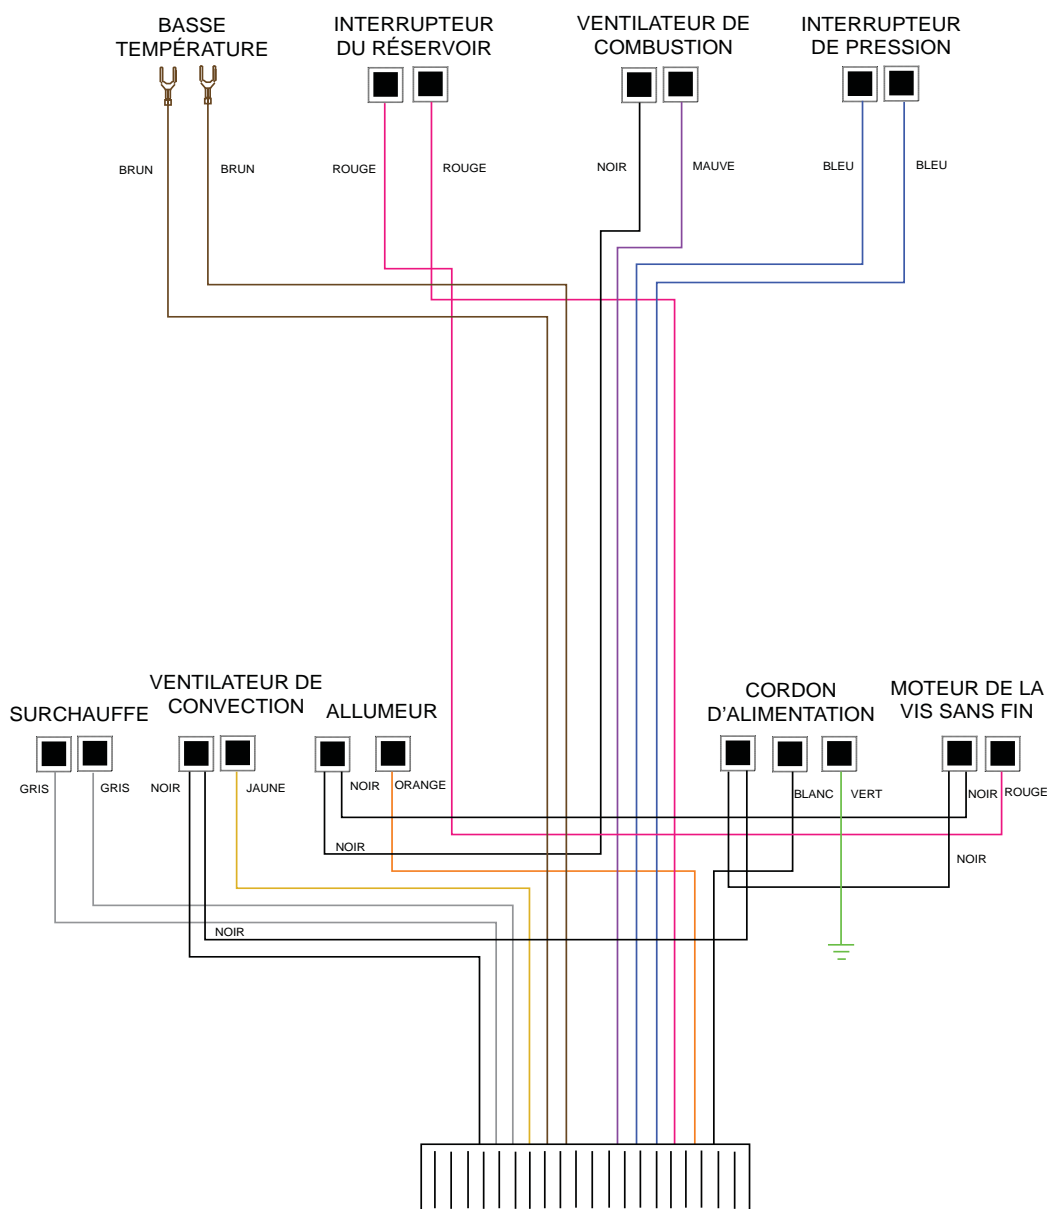 BASSE
TEMPÉRATURE
INTERRUPTEUR
DU RÉSERVOIR
VENTILATEUR DE
COMBUSTION
INTERRUPTEUR
DE PRESSION
BRUN
BRUN
ROUGE
ROUGE
NOIR
MAUVE
BLEU
BLEU
SURCHAUFFE
VENTILATEUR DE
CONVECTION
ALLUMEUR
CORDON
D'ALIMENTATION
MOTEUR DE LA
VIS SANS FIN
GRIS
GRIS
NOIR
JAUNE
NOIR
ORANGE
BLANC
VERT
NOIR
ROUGE
NOIR
NOIR
NOIR